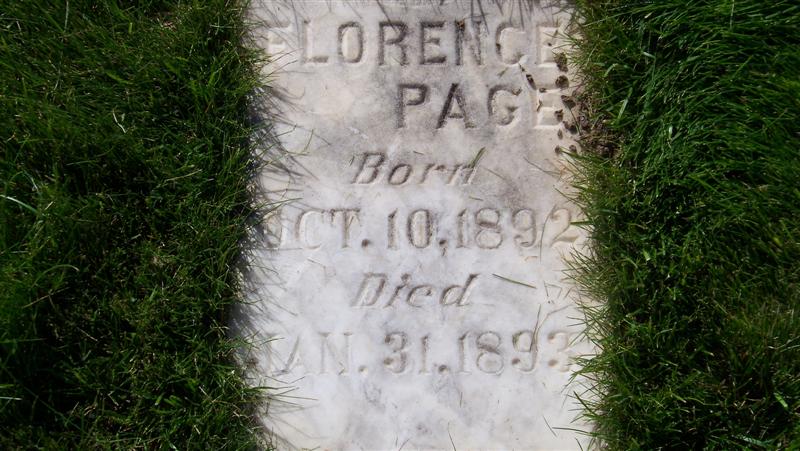 FLORENCE
PAGE
Born
OCT. 10, 1892
Died
JAN. 31. 1893